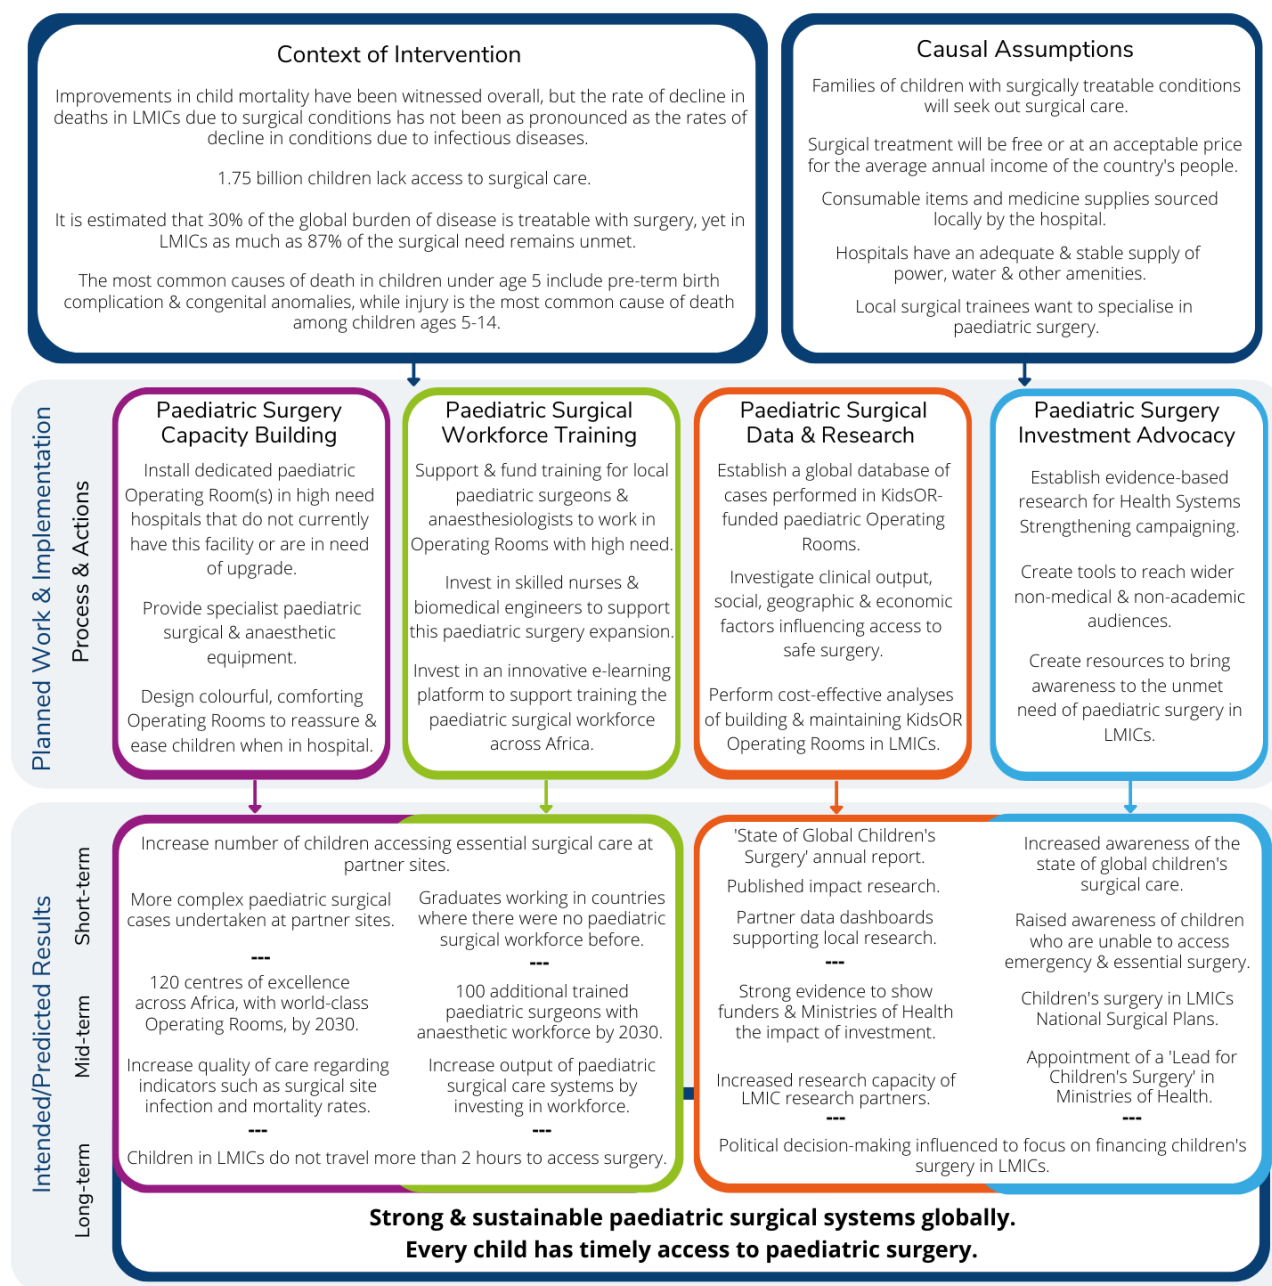 Context of Intervention
Improvements in child mortality have been witnessed overall, but the rate of decline in
deaths in LMICs due to surgical conditions has not been as pronounced as the rates of
decline in conditions due to infectious diseases.
1.75 billion children lack access to surgical care.
It is estimated that 30% of the global burden of disease is treatable with surgery, yet in
LMICs as much as 87% of the surgical need remains unmet.
The most common causes of death in children under age 5 include pre-term birth
complication & congenital anomalies, while injury is the most common cause of death
among children ages 5-14.
Causal Assumptions
Families of children with surgically treatable conditions
will seek out surgical care.
Surgical treatment will be free or at an acceptable price
for the average annual income of the country's people.
Consumable items and medicine supplies sourced
locally by the hospital.
Hospitals have an adequate & stable supply of
power, water & other amenities.
Local surgical trainees want to specialise in
paediatric surgery.
Planned Work & Implementation
Process & Actions
Paediatric Surgery
Capacity Building
Install dedicated paediatric
Operating Room(s) in high need
hospitals that do not currently
have this facility or are in need
of upgrade.
Provide specialist paediatric
surgical & anaesthetic
equipment.
Design colourful, comforting
Operating Rooms to reassure &
ease children when in hospital.
Paediatric Surgical
Workforce Training
Support & fund training for local
paediatric surgeons &
anaesthesiologists to work in
Operating Rooms with high need.
Invest in skilled nurses &
biomedical engineers to support
this paediatric surgery expansion.
Invest in an innovative e-learning
platform to support training the
paediatric surgical workforce
across Africa.
Paediatric Surgical
Data & Research
Establish a global database of
cases performed in KidsOR-
funded paediatric Operating
Rooms.
Investigate clinical output,
social, geographic & economic
factors influencing access to
safe surgery.
Perform cost-effective analyses
of building & maintaining KidsOR
Operating Rooms in LMICs.
Paediatric Surgery
Investment Advocacy
Establish evidence-based
research for Health Systems
Strengthening campaigning.
Create tools to reach wider
non-medical & non-academic
audiences.
Create resources to bring
awareness to the unmet
need of paediatric surgery in
LMICs.
Intended/Predicted Results
Short-term
Mid-term
Long-term
Increase number of children accessing essential surgical care at
partner sites.
More complex paediatric surgical
cases undertaken at partner sites.
---
120 centres of excellence
across Africa, with world-class
Operating Rooms, by 2030.
Increase quality of care regarding
indicators such as surgical site
infection and mortality rates.
---
Graduates working in countries
where there were no paediatric
surgical workforce before.
---
100 additional trained
paediatric surgeons with
anaesthetic workforce by 2030.
Increase output of paediatric
surgical care systems by
investing in workforce.
---
Children in LMICs do not travel more than 2 hours to access surgery.
'State of Global Children's
Surgery' annual report.
Published impact research.
Partner data dashboards
supporting local research.
---
Strong evidence to show
funders & Ministries of Health
the impact of investment.
Increased research capacity of
LMIC research partners.
---
Increased awareness of the
state of global children's
surgical care.
Raised awareness of children
who are unable to access
emergency & essential surgery.
Children's surgery in LMICs
National Surgical Plans.
Appointment of a 'Lead for
Children's Surgery' in
Ministries of Health.
---
Political decision-making influenced to focus on financing children's
surgery in LMICs.
Strong & sustainable paediatric surgical systems globally.
Every child has timely access to paediatric surgery.